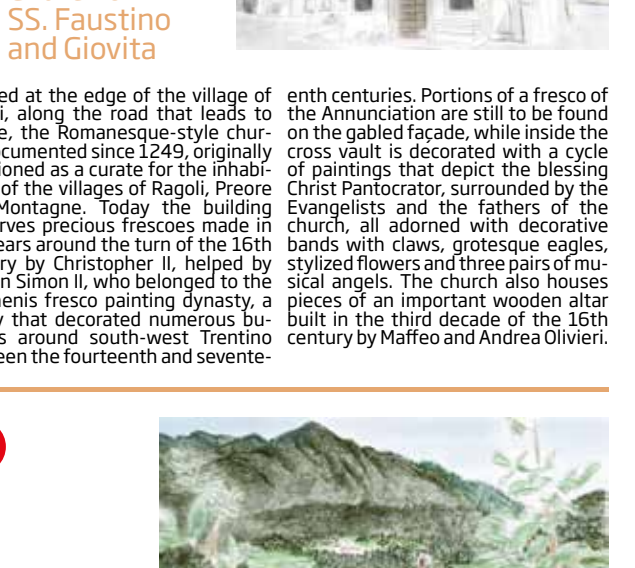 SS. Faustino
and Giovita
ed at the edge of the village of
i, along the road that leads to
e, the Romanesque-style chur-
ocumented since 1249, originally
ioned as a curate for the inhabi-
of the villages of Ragoli, Preore
Montagne. Today the building
rves precious frescoes made in
ears around the turn of the 16th
ry by Christopher II, helped by
n Simon II, who belonged to the
enis fresco painting dynasty, a
y that decorated numerous bu-
s around south-west Trentino
een the fourteenth and sevente-
enth centuries. Portions of a fresco of
the Annunciation are still to be found
on the gabled façade, while inside the
cross vault is decorated with a cycle
of paintings that depict the blessing
Christ Pantocrator, surrounded by the
Evangelists and the fathers of the
church, all adorned with decorative
bands with claws, grotesque eagles,
stylized flowers and three pairs of mu-
sical angels. The church also houses
pieces of an important wooden altar
built in the third decade of the 16th
century by Maffeo and Andrea Olivieri.